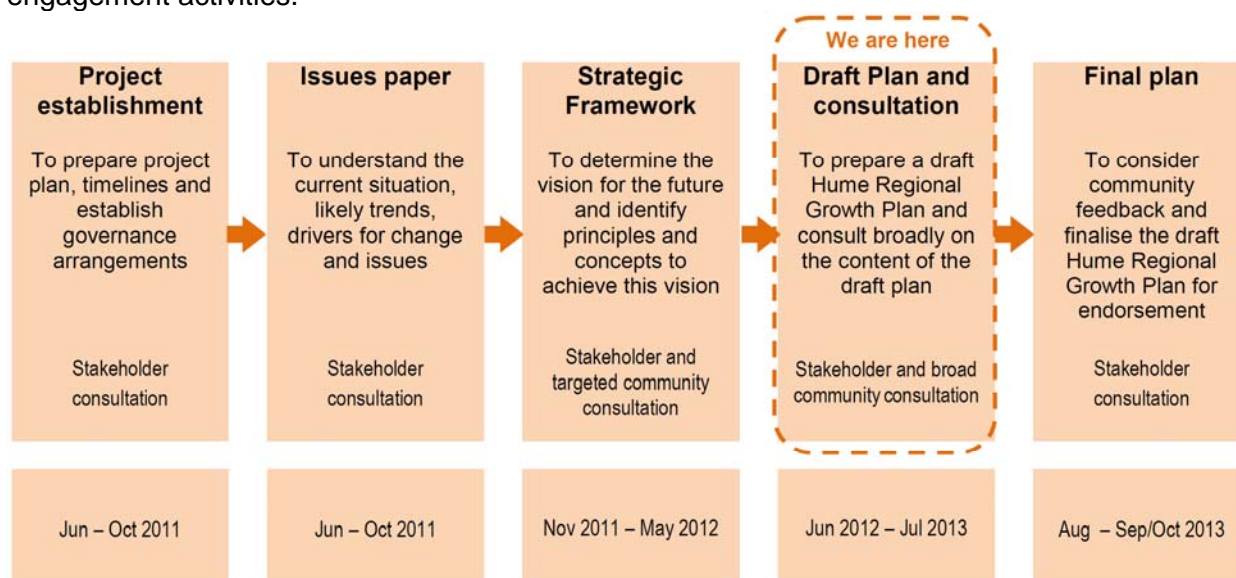 engagement activities.
We are here
Project
establishment
To prepare project
plan, timelines and
establish
governance
arrangements
Stakeholder
consultation
Jun – Oct 2011
Issues paper
To understand the
current situation,
likely trends,
drivers for change
and issues
Stakeholder
consultation
Jun – Oct 2011
Strategic
Framework
To determine the
vision for the future
and identify
principles and
concepts to
achieve this vision
Stakeholder and
targeted community
consultation
Nov 2011 – May 2012
Draft Plan and
consultation
To prepare a draft
Hume Regional
Growth Plan and
consult broadly on
the content of the
draft plan
Stakeholder and broad
community consultation
Jun 2012 – Jul 2013
Final plan
To consider
community
feedback and
finalise the draft
Hume Regional
Growth Plan for
endorsement
Stakeholder
consultation
Aug – Sep/Oct 2013